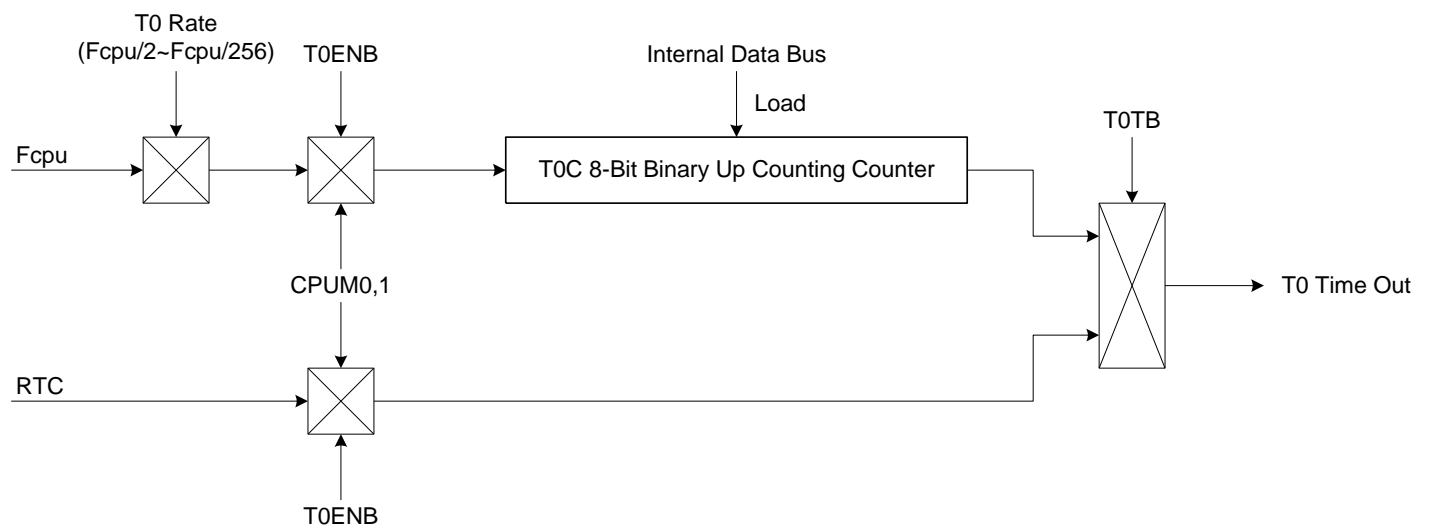 T0 Rate
(Fcpu/2~Fcpu/256)
T0ENB
Internal Data Bus
Load
T0TB
Fcpu
T0C 8-Bit Binary Up Counting Counter
CPUM0,1
T0 Time Out
RTC
T0ENB